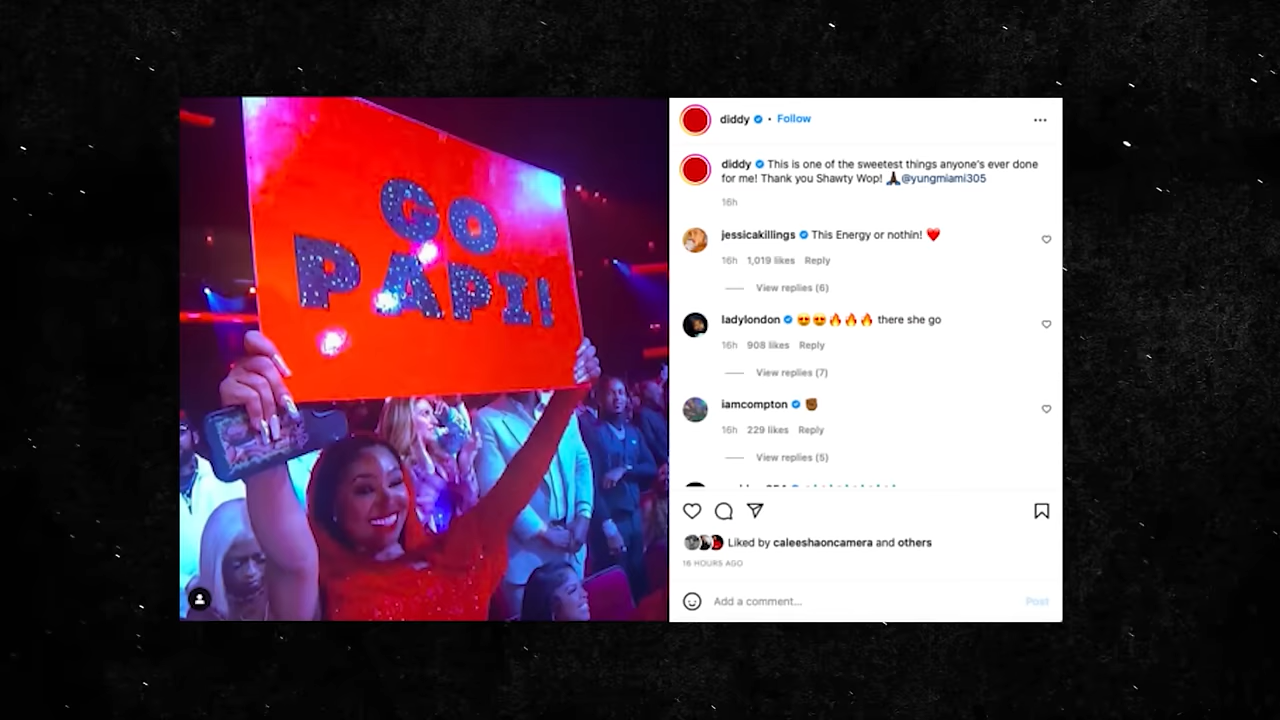 GO
PAPI!
diddy • Follow
diddy This is one of the sweetest things anyone's ever done
for me! Thank you Shawty Wop! 🙏🏿@yungmiami305
16h
jessicakillings This Energy or nothin! ❤️
16h 1,019 likes Reply
View replies (6)
ladylondon 😍😍🔥🔥🔥 there she go
16h 908 likes Reply
View replies (7)
iamcompton ✊🏾
16h 229 likes Reply
View replies (5)
Liked by caleeshaoncamera and others
16 HOURS AGO
Add a comment...
Post